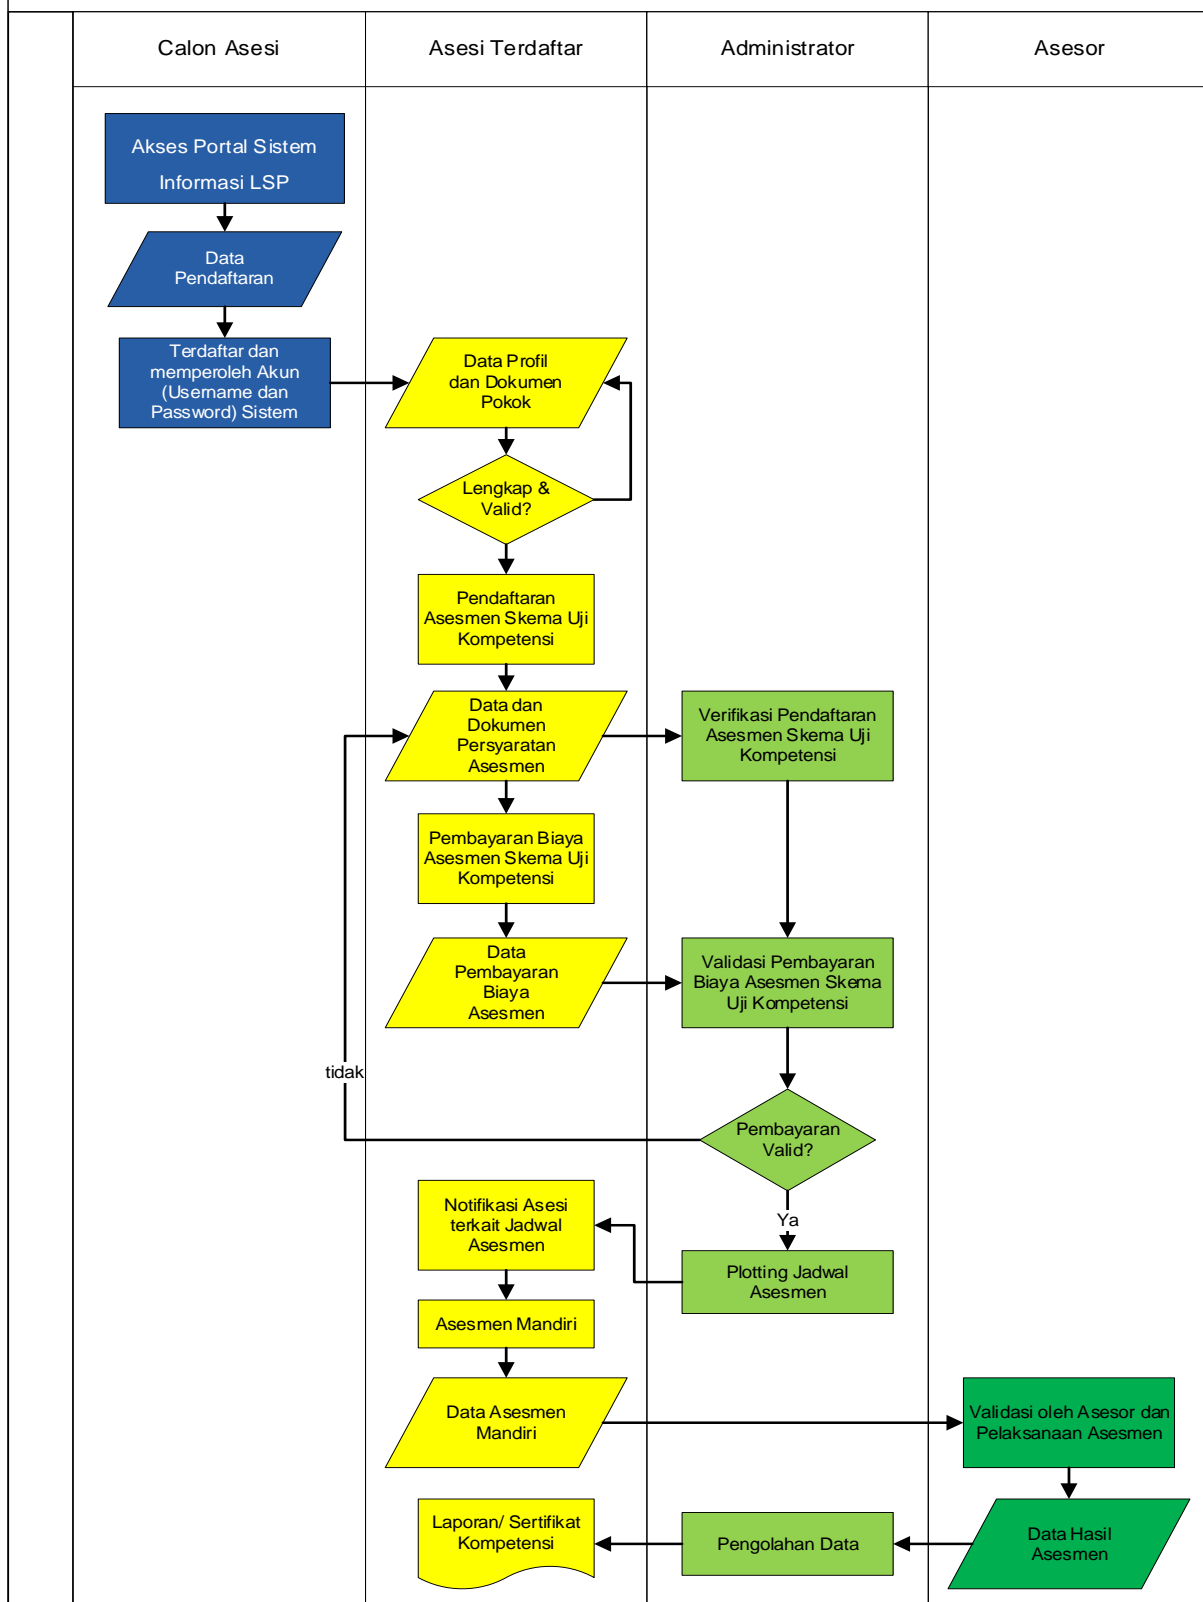 Calon Asesi
Asesi Terdaftar
Administrator
Asesor
Akses Portal Sistem
Informasi LSP
Data
Pendaftaran
Terdaftar dan
memperoleh Akun
(Username dan
Password) Sistem
Data Profil
dan Dokumen
Pokok
Lengkap &
Valid?
Pendaftaran
Asesmen Skema Uji
Kompetensi
Data dan
Dokumen
Persyaratan
Asesmen
Verifikasi Pendaftaran
Asesmen Skema Uji
Kompetensi
Pembayaran Biaya
Asesmen Skema Uji
Kompetensi
Data
Pembayaran
Biaya
Asesmen
Validasi Pembayaran
Biaya Asesmen Skema
Uji Kompetensi
tidak
Pembayaran
Valid?
Ya
Notifikasi Asesi
terkait Jadwal
Asesmen
Plotting Jadwal
Asesmen
Asesmen Mandiri
Data Asesmen
Mandiri
Validasi oleh Asesor dan
Pelaksanaan Asesmen
Laporan/ Sertifikat
Kompetensi
Pengolahan Data
Data Hasil
Asesmen